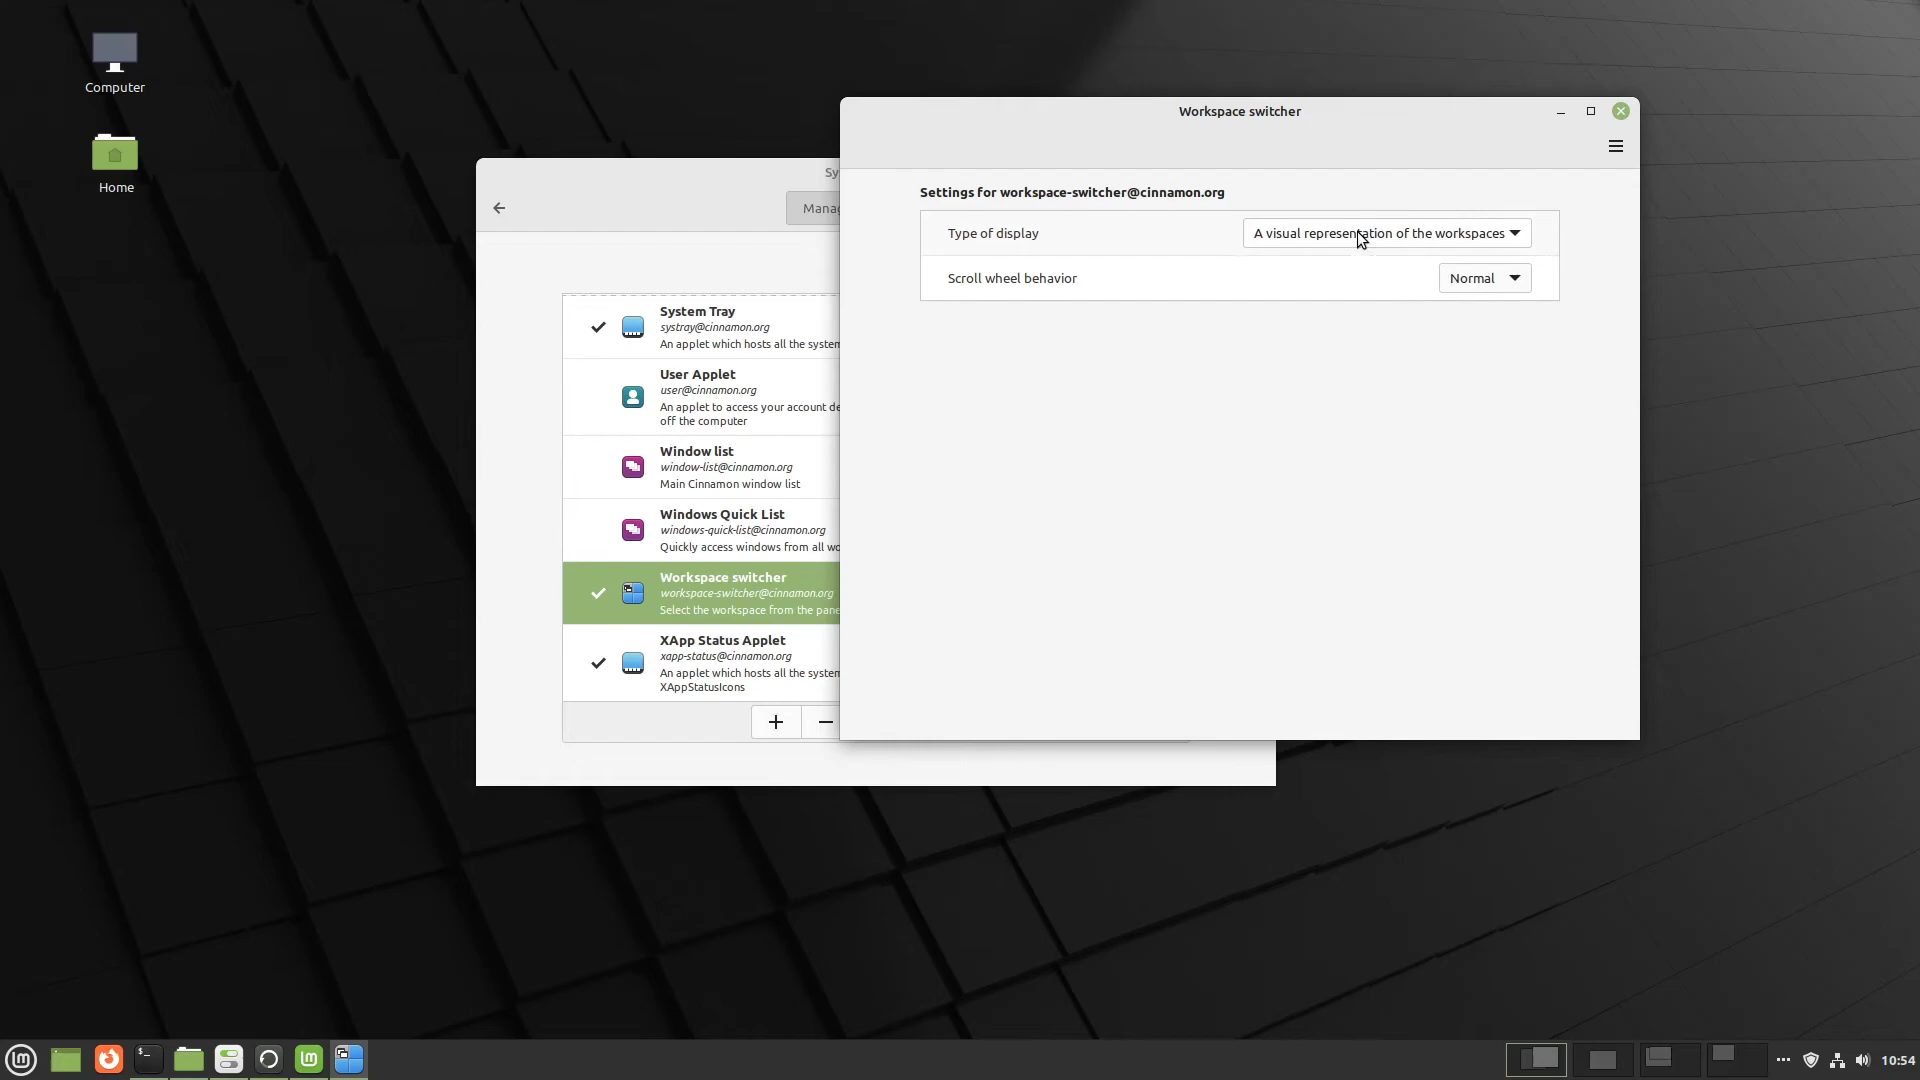 Computer
Home
Workspace switcher
Settings for workspace-switcher@cinnamon.org
Type of display
A visual representation of the workspaces
Scroll wheel behavior
Normal
Sy
Manag
System Tray
systray@cinnamon.org
An applet which hosts all the system
User Applet
user@cinnamon.org
An applet to access your account de
off the computer
Window list
window-list@cinnamon.org
Main Cinnamon window list
Windows Quick List
windows-quick-list@cinnamon.org
Quickly access windows from all wo
Workspace switcher
workspace-switcher@cinnamon.org
Select the workspace from the pane
XApp Status Applet
xapp-status@cinnamon.org
An applet which hosts all the system
XAppStatusIcons
10:54